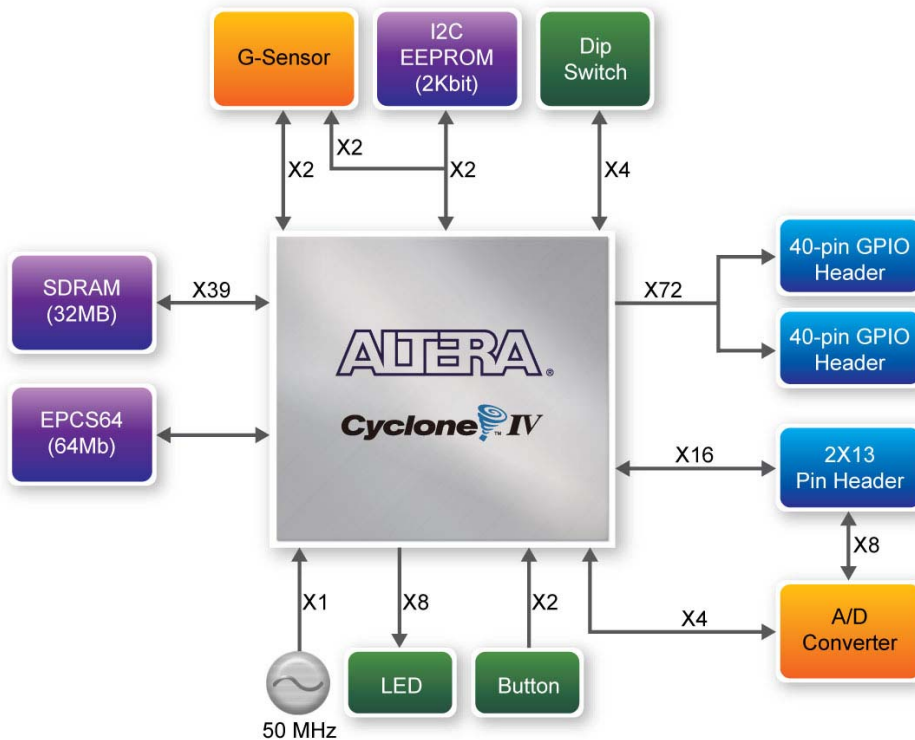 G-Sensor
I2C
EEPROM
(2Kbit)
Dip
Switch
X2
X2
X2
X4
SDRAM
(32MB)
X39
EPCS64
(64Mb)
ALTERA®
Cyclone™ IV
X72
40-pin GPIO
Header
40-pin GPIO
Header
X16
2X13
Pin Header
X8
X4
A/D
Converter
X1
50 MHz
X8
LED
X2
Button